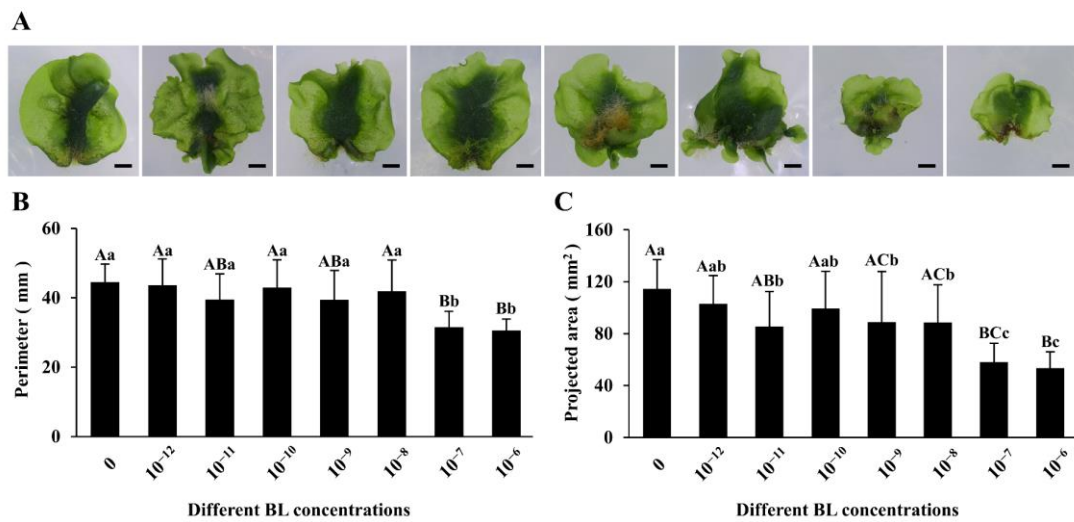 A
B
60
40
20
0
Perimeter ( mm )
Aa
Aa
ABa
Aa
ABa
Aa
Bb
Bb
0
10⁻¹²
10⁻¹¹
10⁻¹⁰
10⁻⁹
10⁻⁸
10⁻⁷
10⁻⁶
Different BL concentrations
C
160
120
80
60
0
Projected area ( mm² )
Aa
Aab
ABb
Aab
ACb
ACb
BCc
Bc
0
10⁻¹²
10⁻¹¹
10⁻¹⁰
10⁻⁹
10⁻⁸
10⁻⁷
10⁻⁶
Different BL concentrations